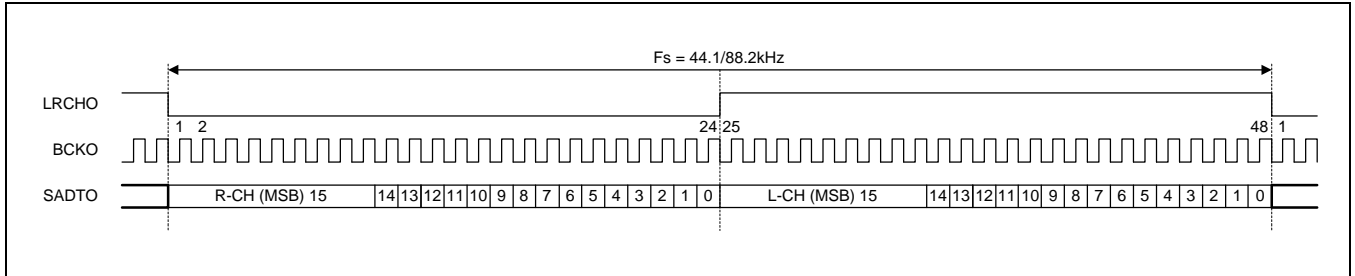 Fs = 44.1/88.2kHz
LRCHO
1 2 24 25 48 1
BCKO
SADTO R-CH (MSB) 15 14 13 12 11 10 9 8 7 6 5 4 3 2 1 0 L-CH (MSB) 15 14 13 12 11 10 9 8 7 6 5 4 3 2 1 0